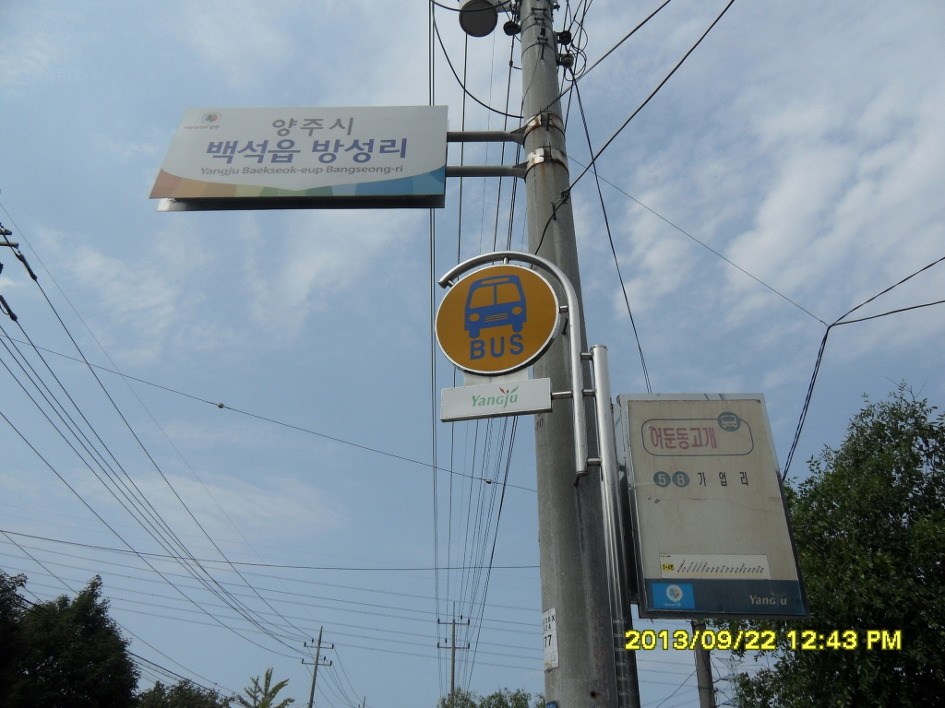 양주시
백석읍 방성리
Yangju Baekseok-eup Bangseong-ri
BUS
Yangju
어둔동고개
58 가업리
Yangju
2013/09/22 12:43 PM